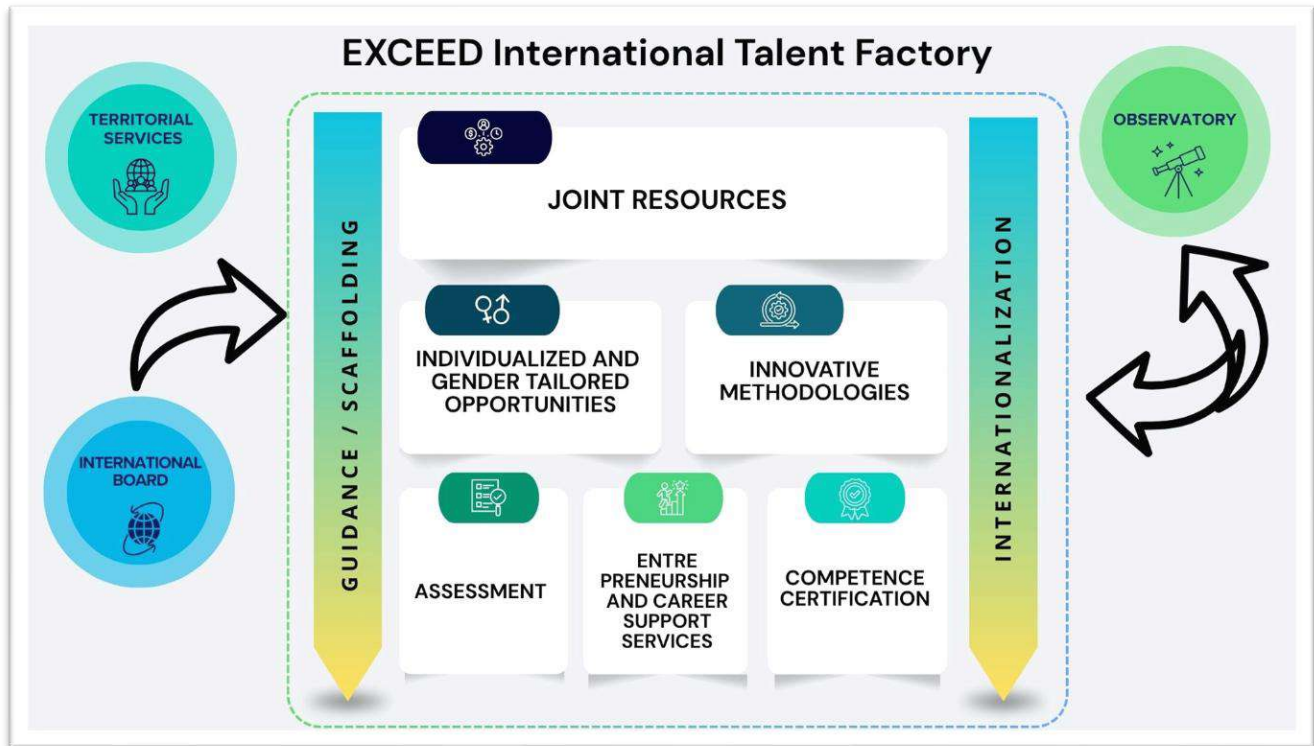 EXCEED International Talent Factory
TERRITORIAL
SERVICES
INTERNATIONAL
BOARD
GUIDANCE / SCAFFOLDING
JOINT RESOURCES
INDIVIDUALIZED AND
GENDER TAILORED
OPPORTUNITIES
INNOVATIVE
METHODOLOGIES
ASSESSMENT
ENTRE
PRENEURSHIP
AND CAREER
SUPPORT
SERVICES
COMPETENCE
CERTIFICATION
INTERNATIONALIZATION
OBSERVATORY